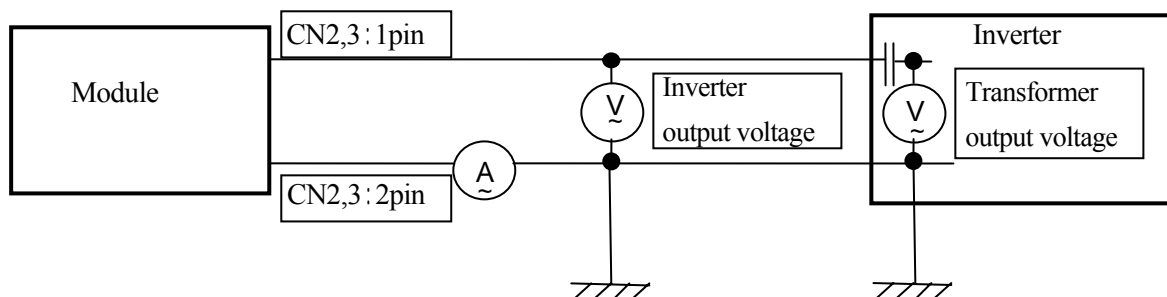 CN2,3 : 1pin
Inverter
Module
V
~
Inverter
output voltage
V
~
Transformer
output voltage
A
~
CN2,3 : 2pin